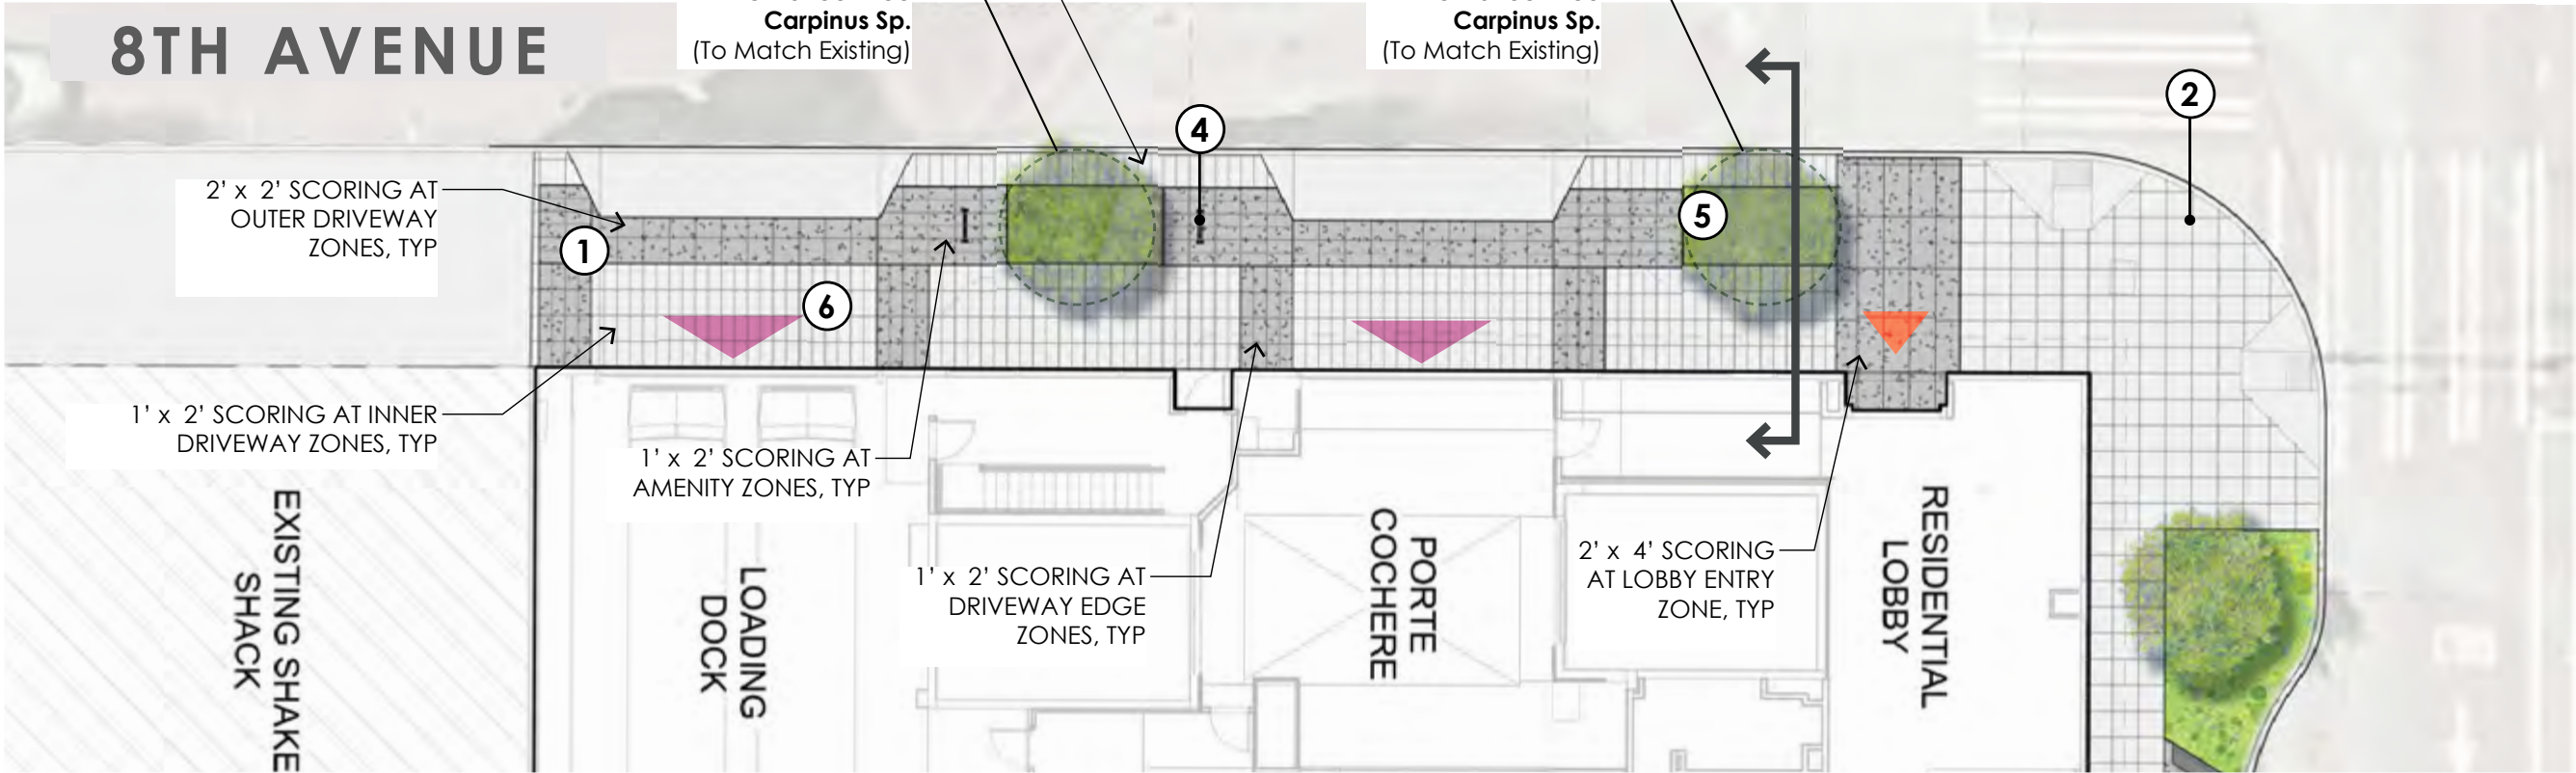 8TH AVENUE
Carpinus Sp.
(To Match Existing)
Carpinus Sp.
(To Match Existing)
2
4
2' x 2' SCORING AT
OUTER DRIVEWAY
ZONES, TYP
1
5
6
1' x 2' SCORING AT INNER
DRIVEWAY ZONES, TYP
1' x 2' SCORING AT
AMENITY ZONES, TYP
1' x 2' SCORING AT
DRIVEWAY EDGE
ZONES, TYP
2' x 4' SCORING
AT LOBBY ENTRY
ZONE, TYP
EXISTING SHAKE
SHACK
LOADING
DOCK
PORTE
COCHERE
RESIDENTIAL
LOBBY